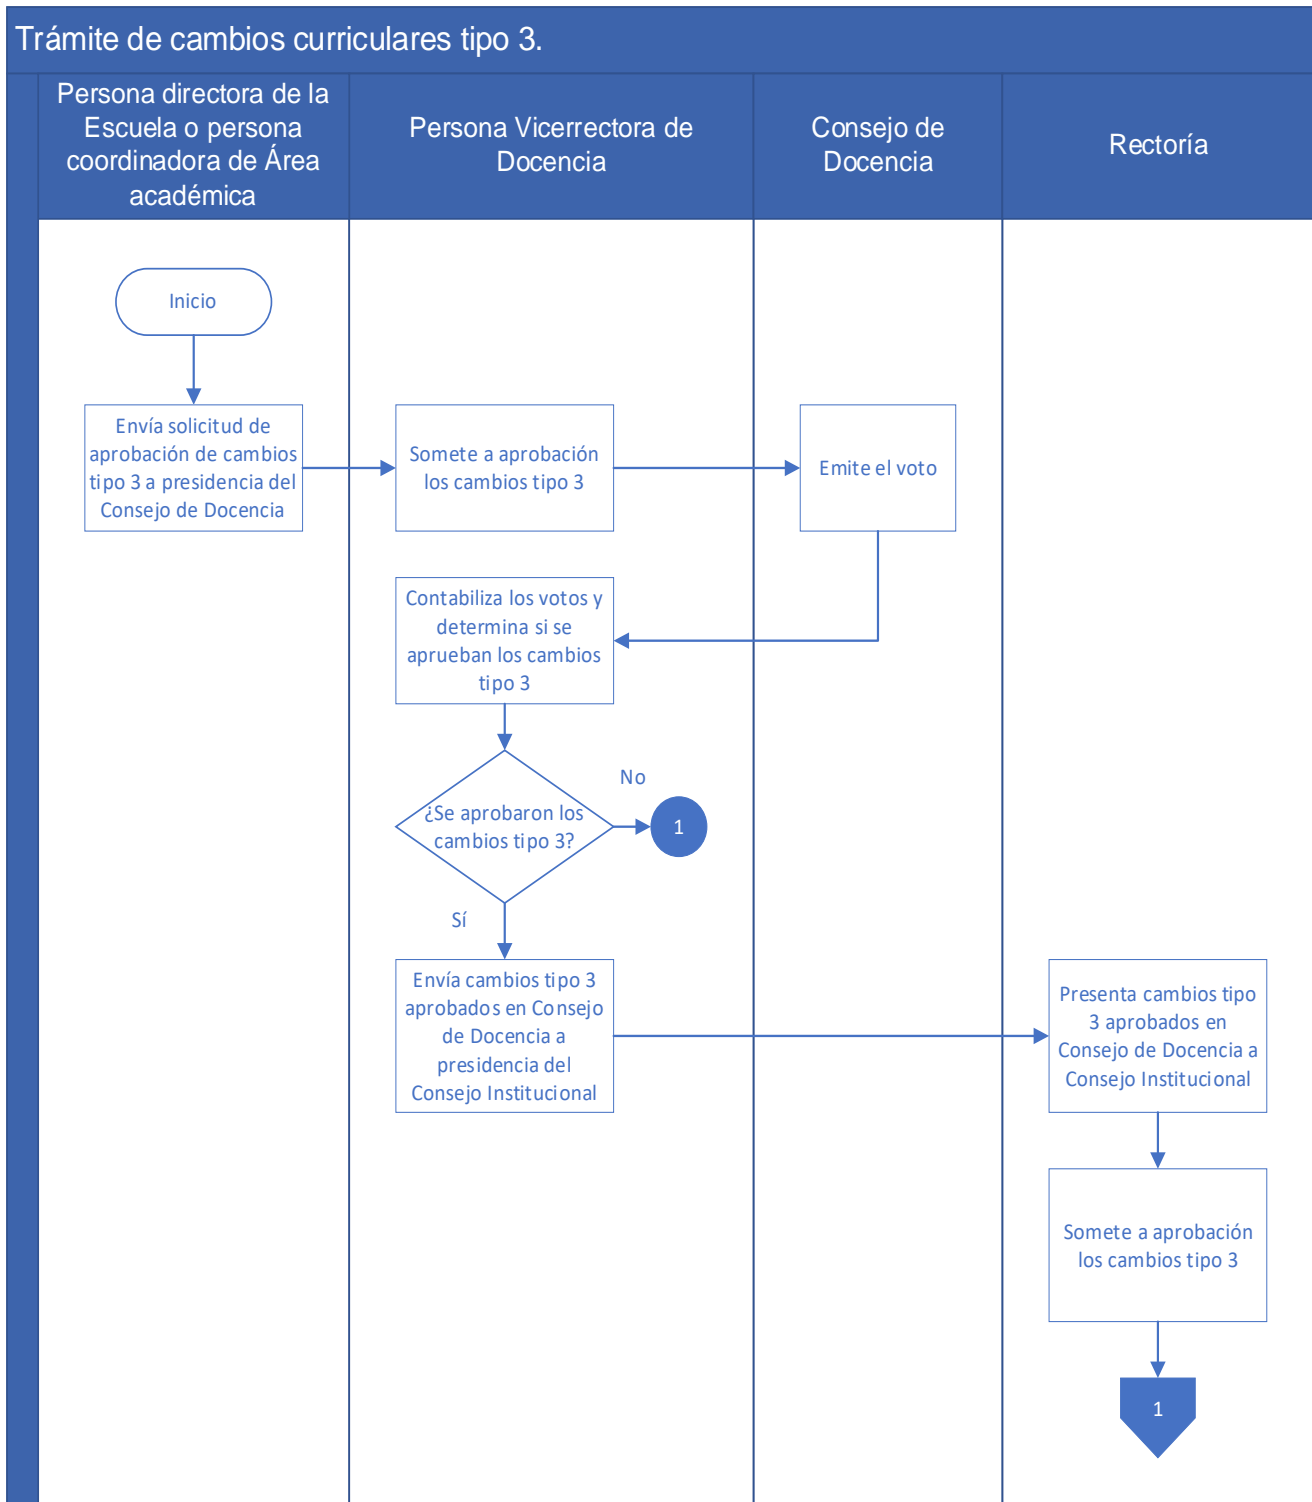 Trámite de cambios curriculares tipo 3.
Persona directora de la
Escuela o persona
coordinadora de Área
académica
Persona Vicerrectora de
Docencia
Consejo de
Docencia
Rectoría
Inicio
Envía solicitud de
aprobación de cambios
tipo 3 a presidencia del
Consejo de Docencia
Somete a aprobación
los cambios tipo 3
Emite el voto
Contabiliza los votos y
determina si se
aprueban los cambios
tipo 3
¿Se aprobaron los
cambios tipo 3?
No
1
Sí
Envía cambios tipo 3
aprobados en Consejo
de Docencia a
presidencia del
Consejo Institucional
Presenta cambios tipo
3 aprobados en
Consejo de Docencia a
Consejo Institucional
Somete a aprobación
los cambios tipo 3
1